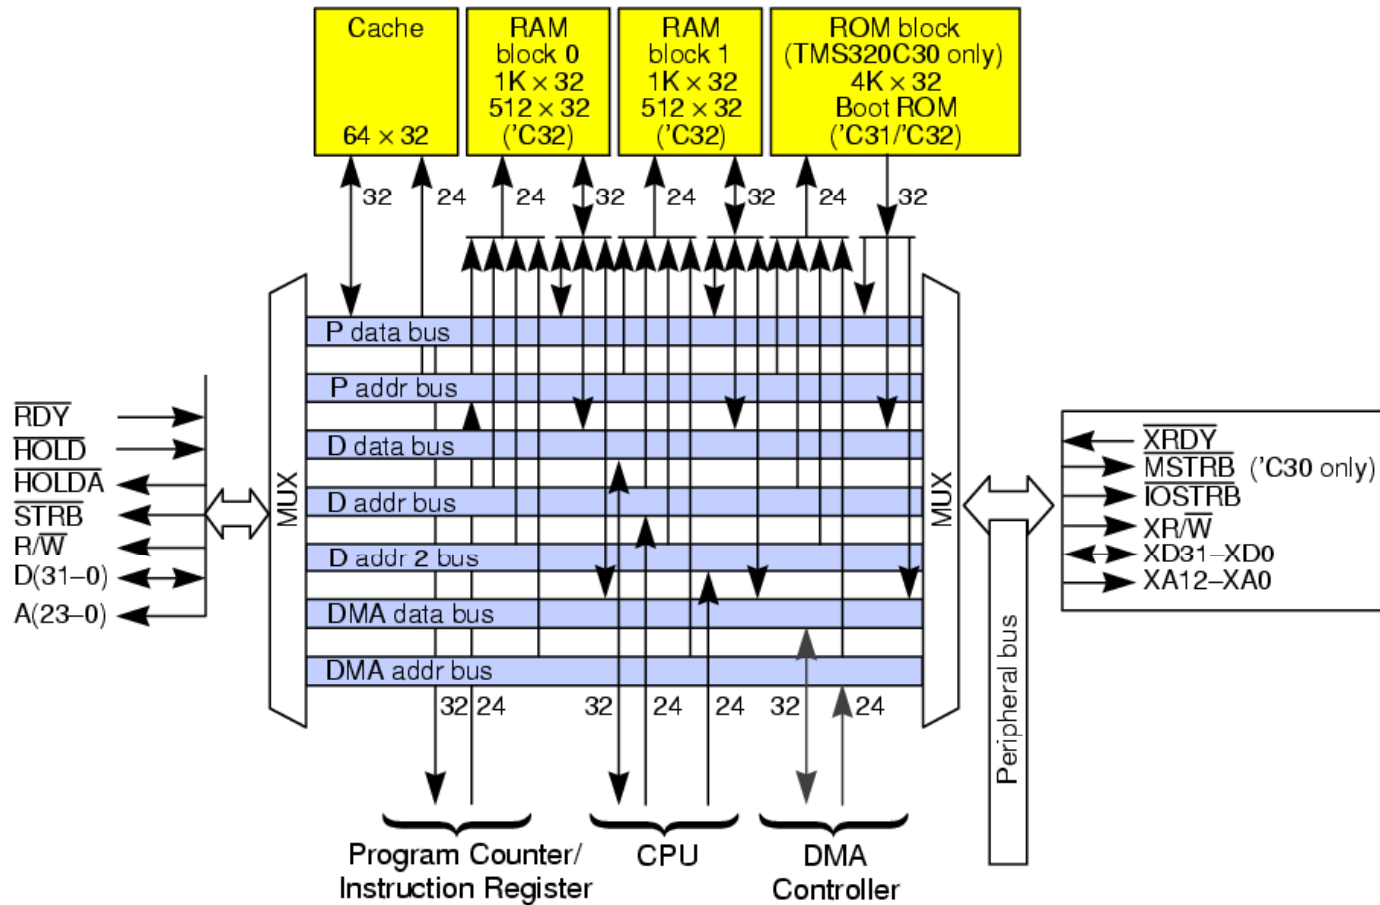 Cache
64 × 32
RAM
block 0
1K × 32
512 × 32
('C32)
RAM
block 1
1K × 32
512 × 32
('C32)
ROM block
(TMS320C30 only)
4K × 32
Boot ROM
('C31/'C32)
32
24
24
32
24
32
24
32
MUX
P data bus
P addr bus
D data bus
D addr bus
D addr 2 bus
DMA data bus
DMA addr bus
MUX
RDY
HOLD
HOLDA
STRB
R/W
D(31–0)
A(23–0)
XRDY
MSTRB ('C30 only)
IOSTRB
XR/W
XD31–XD0
XA12–XA0
Peripheral bus
32
24
32
24
24
32
24
Program Counter/
Instruction Register
CPU
DMA
Controller